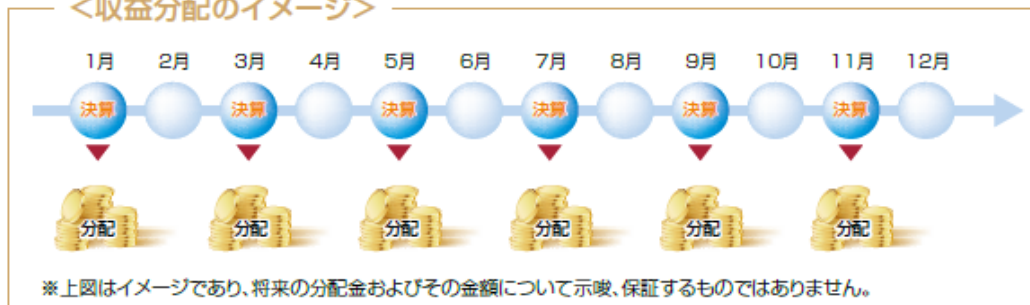 ＜収益分配のイメージ＞
1月 2月 3月 4月 5月 6月 7月 8月 9月 10月 11月 12月
決算 決算 決算 決算 決算 決算
分配 分配 分配 分配 分配 分配
※上図はイメージであり、将来の分配金およびその金額について示唆、保証するものではありません。